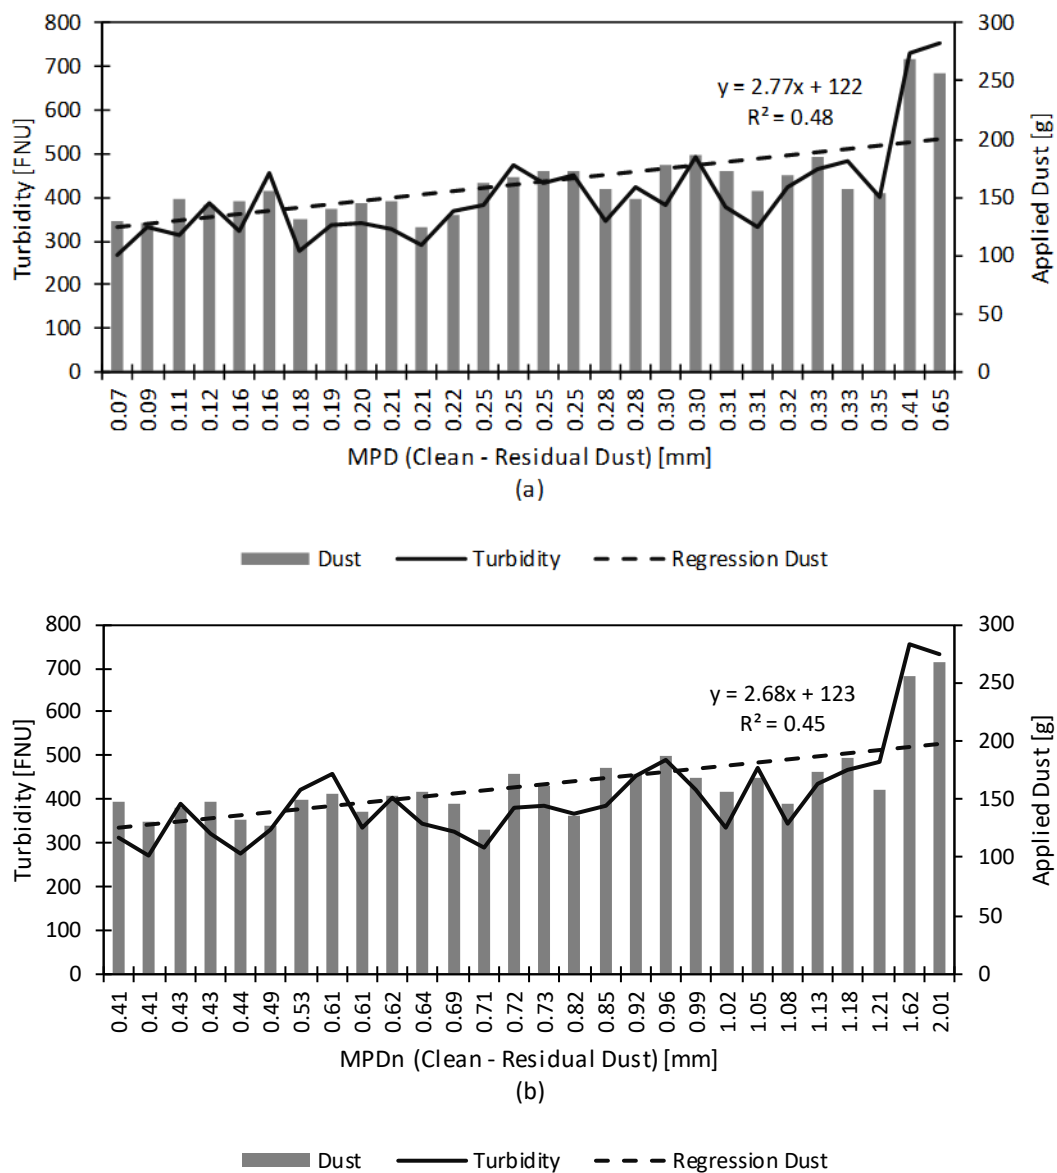 800
700
600
500
400
300
200
100
0
Turbidity [FNU]
300
250
200
150
100
50
0
Applied Dust [g]
y = 2.77x + 122
R² = 0.48
0.07 0.09 0.11 0.12 0.16 0.16 0.18 0.19 0.20 0.21 0.21 0.22 0.25 0.25 0.25 0.25 0.28 0.28 0.30 0.30 0.31 0.31 0.32 0.33 0.33 0.35 0.41 0.65
MPD (Clean - Residual Dust) [mm]
(a)
Dust Turbidity Regression Dust
800
700
600
500
400
300
200
100
0
Turbidity [FNU]
300
250
200
150
100
50
0
Applied Dust [g]
y = 2.68x + 123
R² = 0.45
0.41 0.41 0.43 0.43 0.44 0.49 0.53 0.61 0.61 0.62 0.64 0.69 0.71 0.72 0.73 0.82 0.85 0.92 0.96 0.99 1.02 1.05 1.08 1.13 1.18 1.21 1.62 2.01
MPDn (Clean - Residual Dust) [mm]
(b)
Dust Turbidity Regression Dust